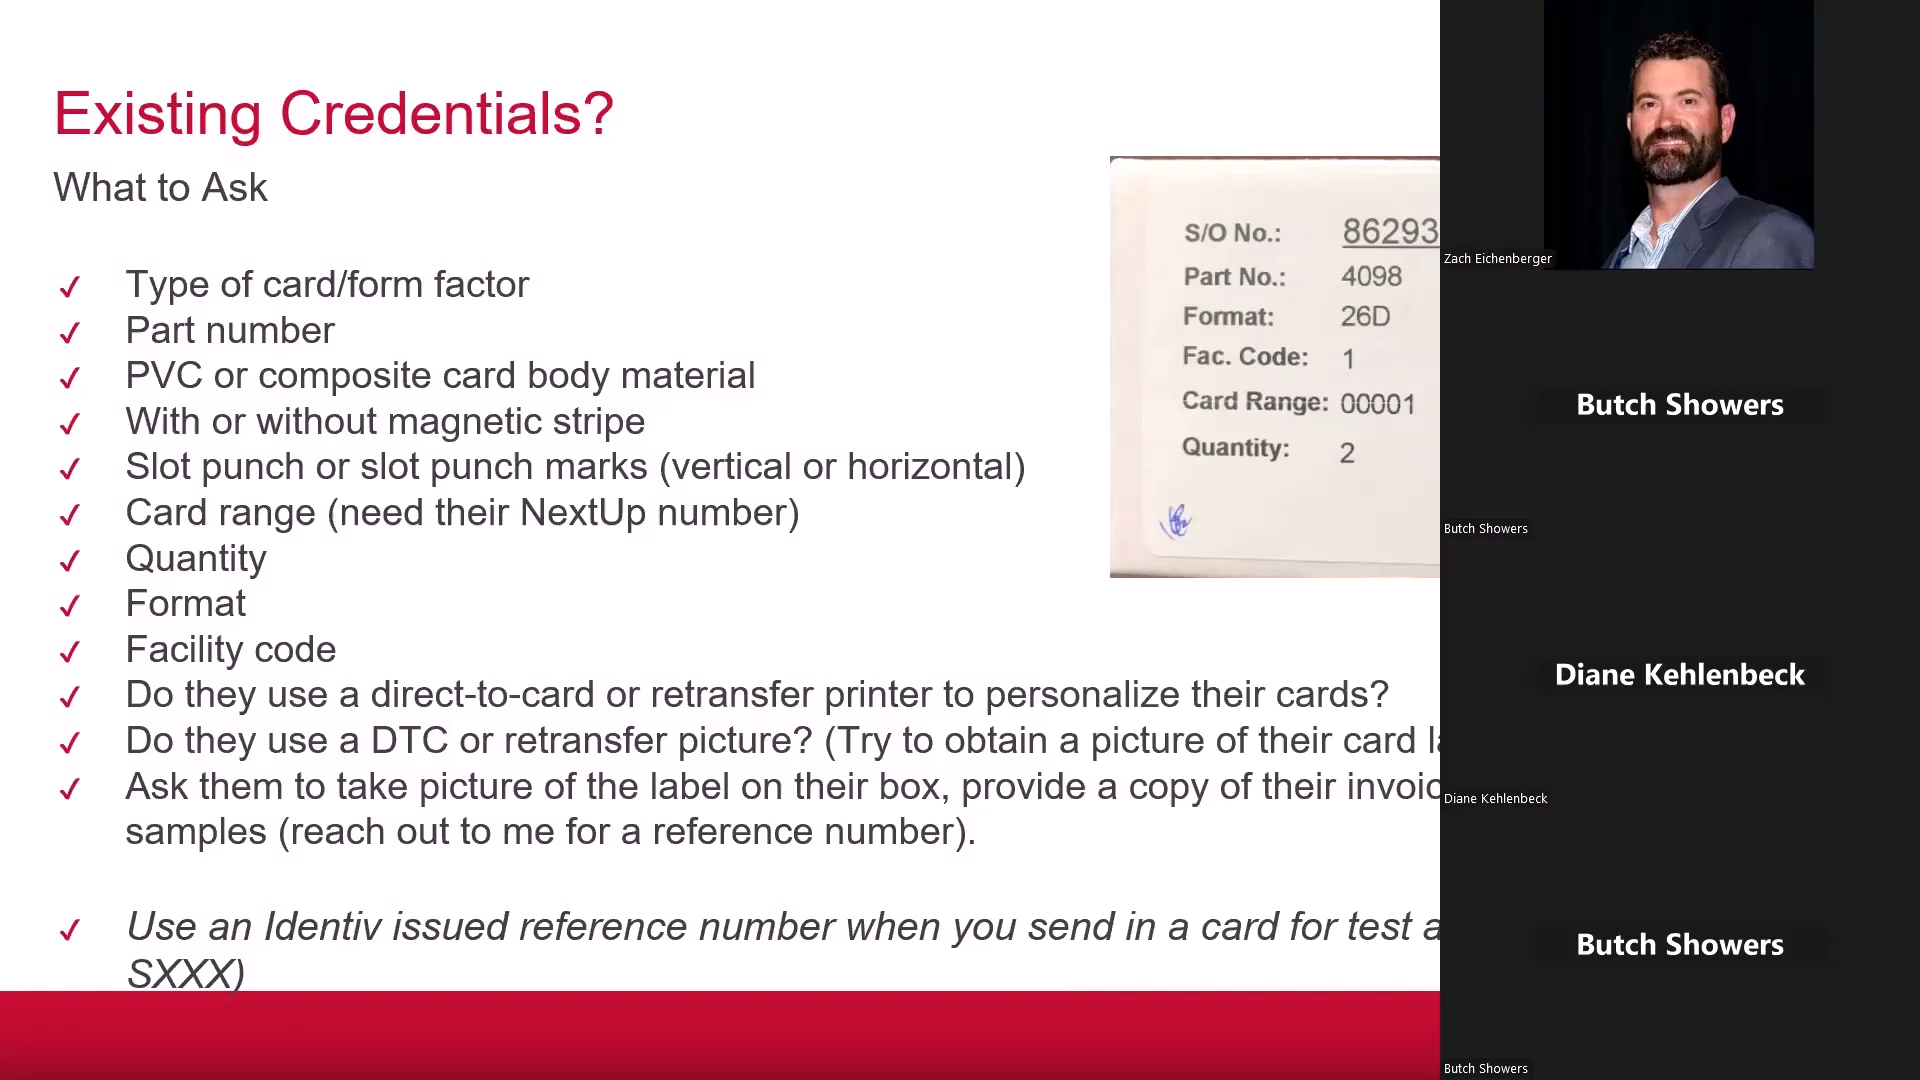 Existing Credentials?
What to Ask
✓ Type of card/form factor
✓ Part number
✓ PVC or composite card body material
✓ With or without magnetic stripe
✓ Slot punch or slot punch marks (vertical or horizontal)
✓ Card range (need their NextUp number)
✓ Quantity
✓ Format
✓ Facility code
✓ Do they use a direct-to-card or retransfer printer to personalize their cards?
✓ Do they use a DTC or retransfer picture? (Try to obtain a picture of their card
✓ Ask them to take picture of the label on their box, provide a copy of their
samples (reach out to me for a reference number).
✓ Use an Identiv issued reference number when you send in a card for test
SXXX)
S/O No.: 86293
Part No.: 4098
Format: 26D
Fac. Code: 1
Card Range: 00001
Quantity: 2
Zach Eichenberger
Butch Showers
Butch Showers
Diane Kehlenbeck
Diane Kehlenbeck
Butch Showers
Butch Showers